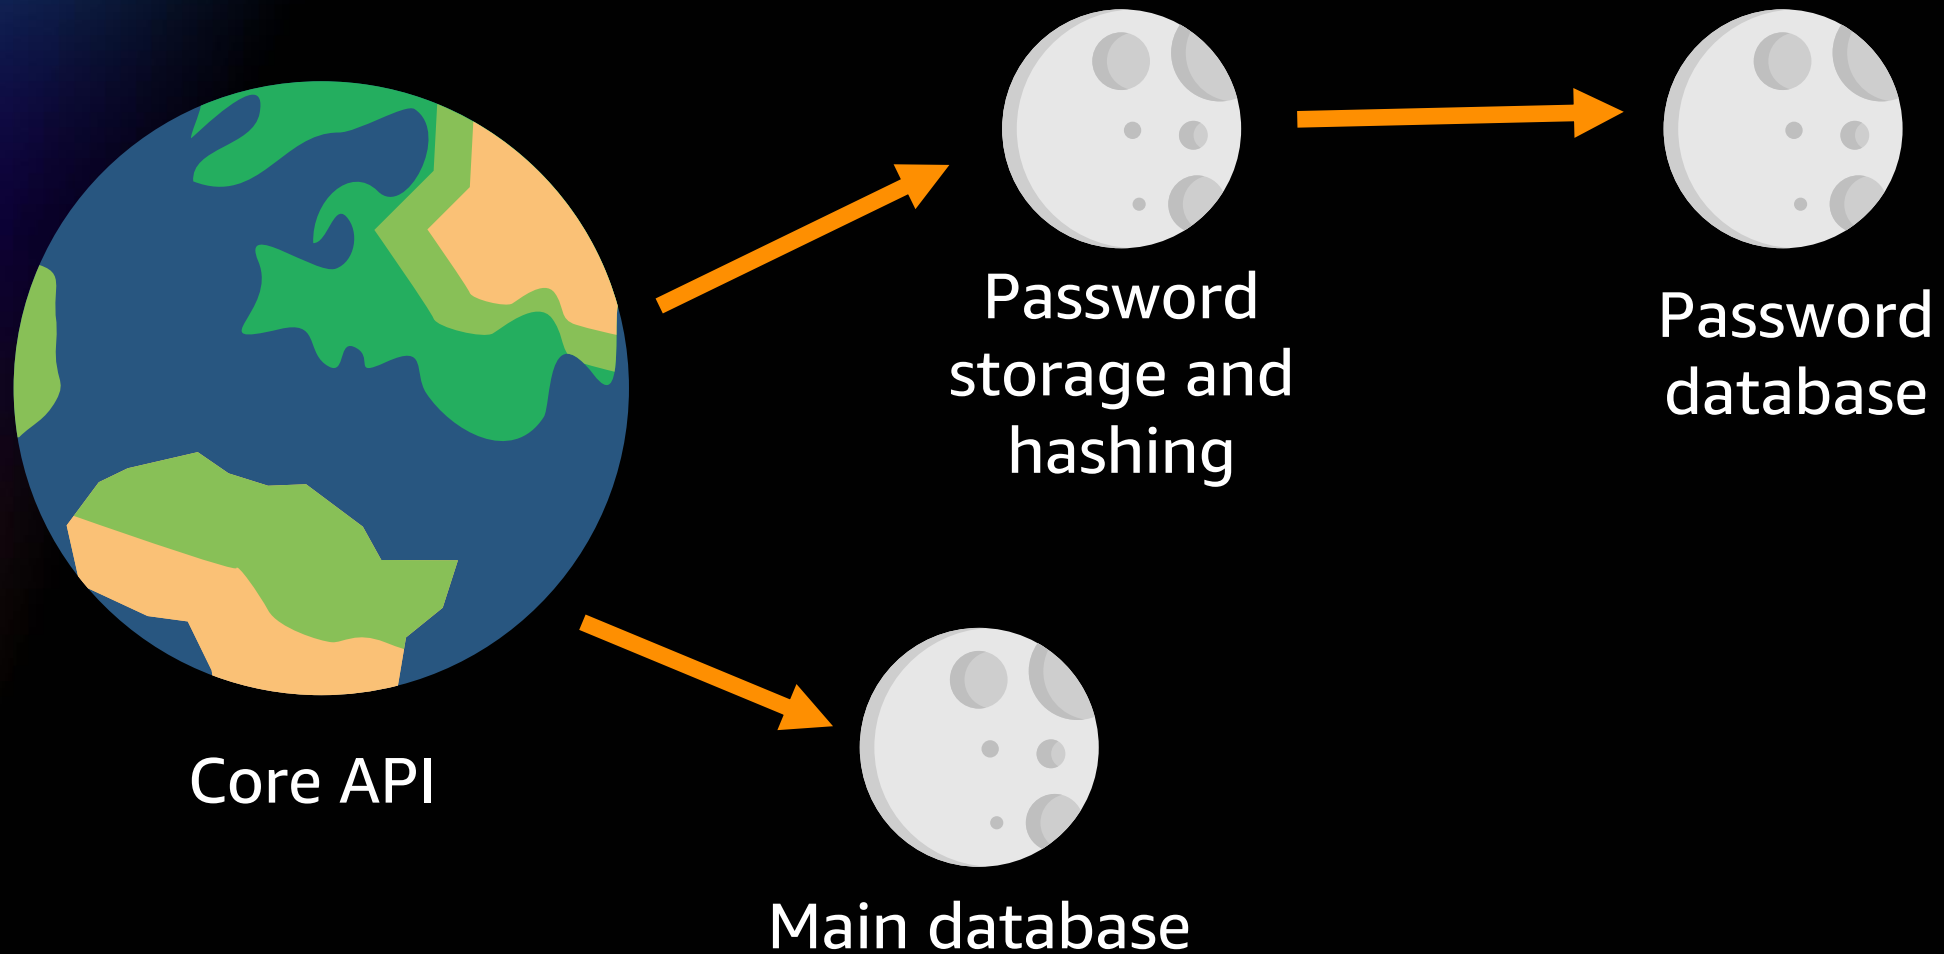 Password
storage and
hashing
Password
database
Core API
Main database